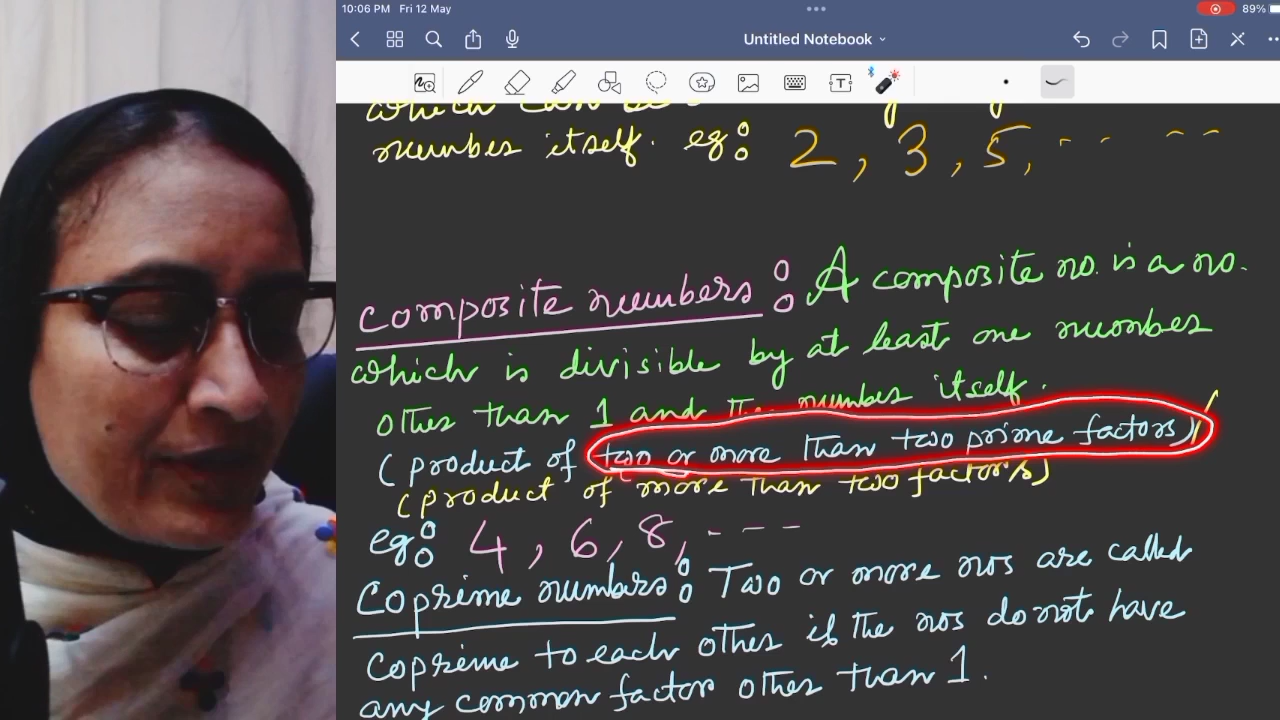 10:06 PM Fri 12 May 89%
Untitled Notebook
which can be
number itself. eg: 2, 3, 5, -- --
composite numbers: A composite no. is a no.
which is divisible by at least one number
other than 1 and the number itself.
(product of two or more than two prime factors)
(product of more than two factors)
eg: 4, 6, 8, ---
Coprime numbers: Two or more nos are called
coprime to each other if the nos do not have
any common factor other than 1.